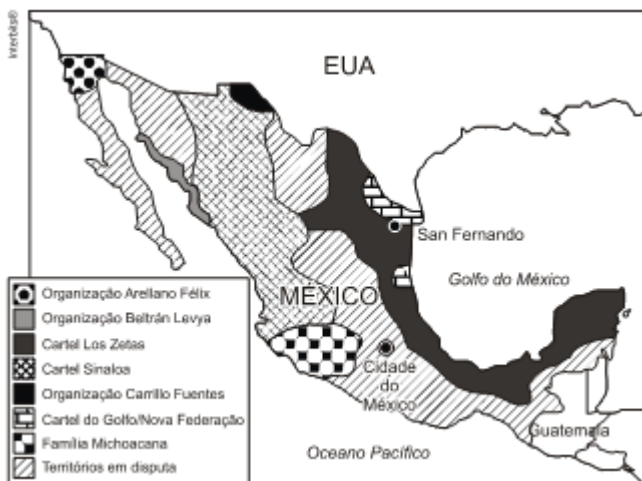 Interbits®
EUA
San Fernando
Golfo do México
MÉXICO
Cidade
do
México
Guatemala
Oceano Pacífico
Organização Arellano Félix
Organização Beltrán Levya
Cartel Los Zetas
Cartel Sinaloa
Organização Carrillo Fuentes
Cartel do Golfo/Nova Federação
Família Michoacana
Territórios em disputa